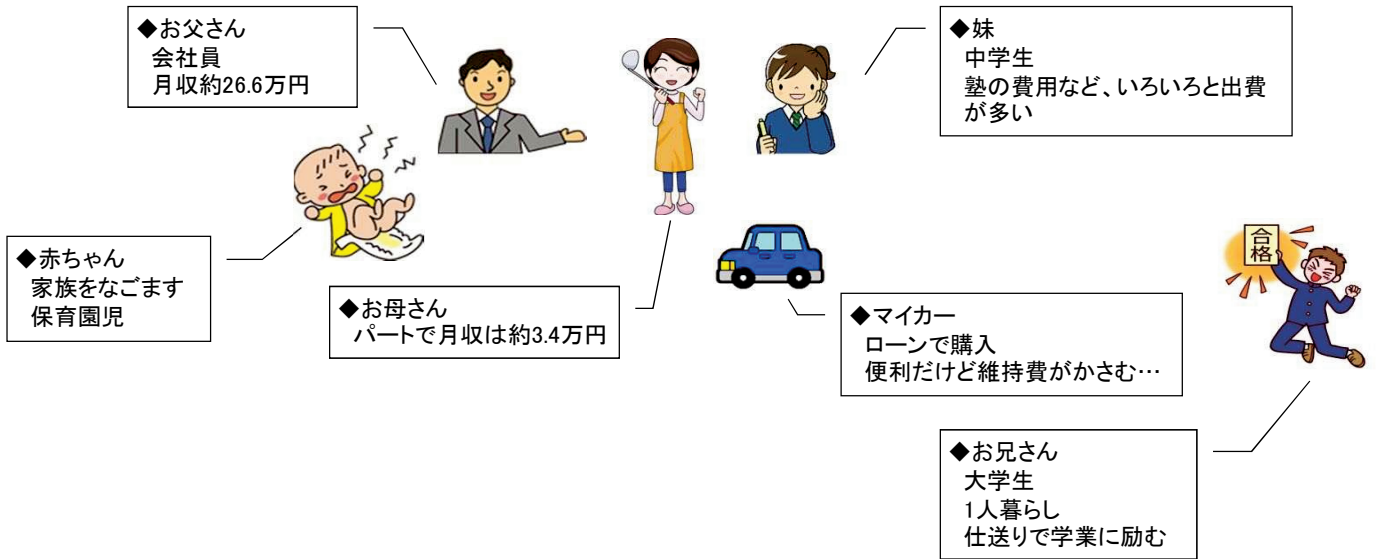 ◆お父さん
会社員
月収約26.6万円
◆妹
中学生
塾の費用など、いろいろと出費
が多い
◆赤ちゃん
家族をなごます
保育園児
◆お母さん
パートで月収は約3.4万円
合格
◆マイカー
ローンで購入
便利だけど維持費がかさむ…
◆お兄さん
大学生
1人暮らし
仕送りで学業に励む